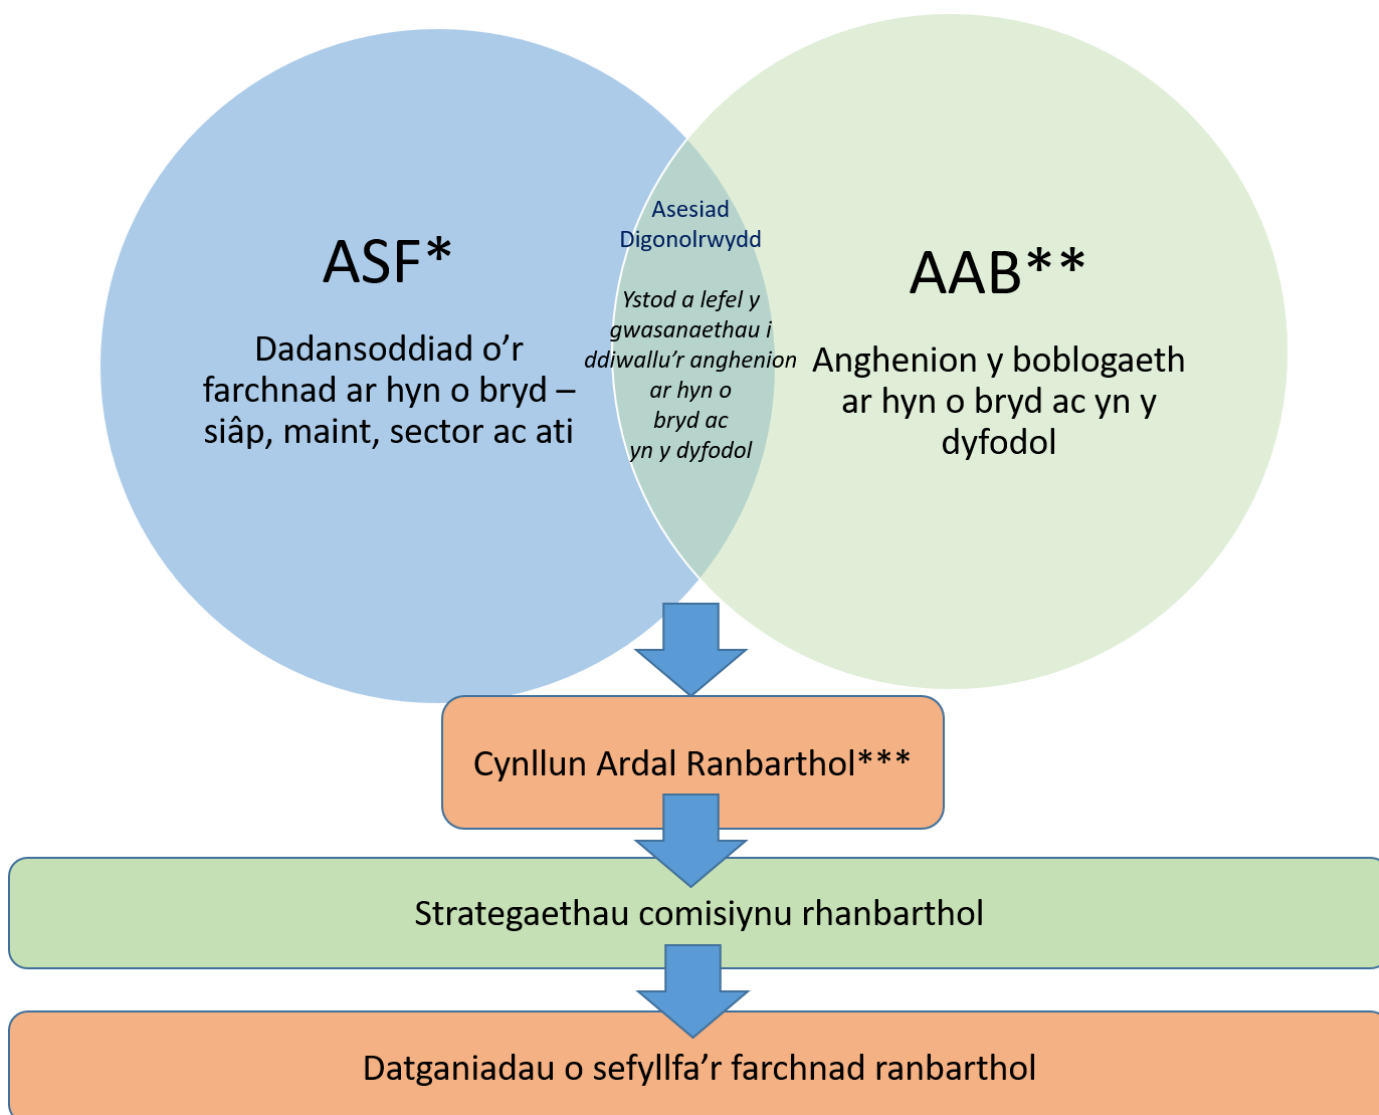 ASF*
Dadansoddiad o’r
farchnad ar hyn o bryd –
siâp, maint, sector ac ati
Asesiad
Digonolrwydd
Ystod a lefel y
gwasanaethau i
ddiwallu’r anghenion
ar hyn o
bryd ac
yn y dyfodol
AAB**
Anghenion y boblogaeth
ar hyn o bryd ac yn y
dyfodol
Cynllun Ardal Ranbarthol***
Strategaethau comisiynu rhanbarthol
Datganiadau o sefyllfa’r farchnad ranbarthol